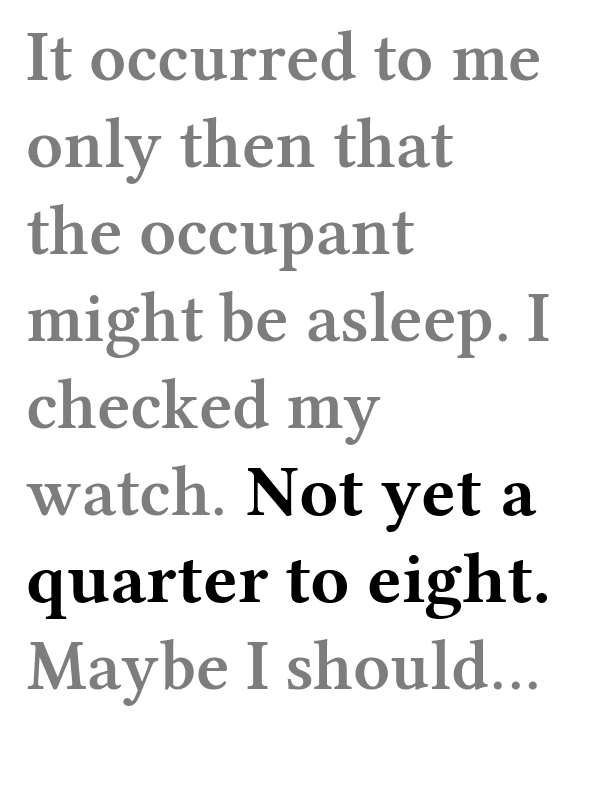 It occurred to me
only then that
the occupant
might be asleep. I
checked my
watch. Not yet a
quarter to eight.
Maybe I should...